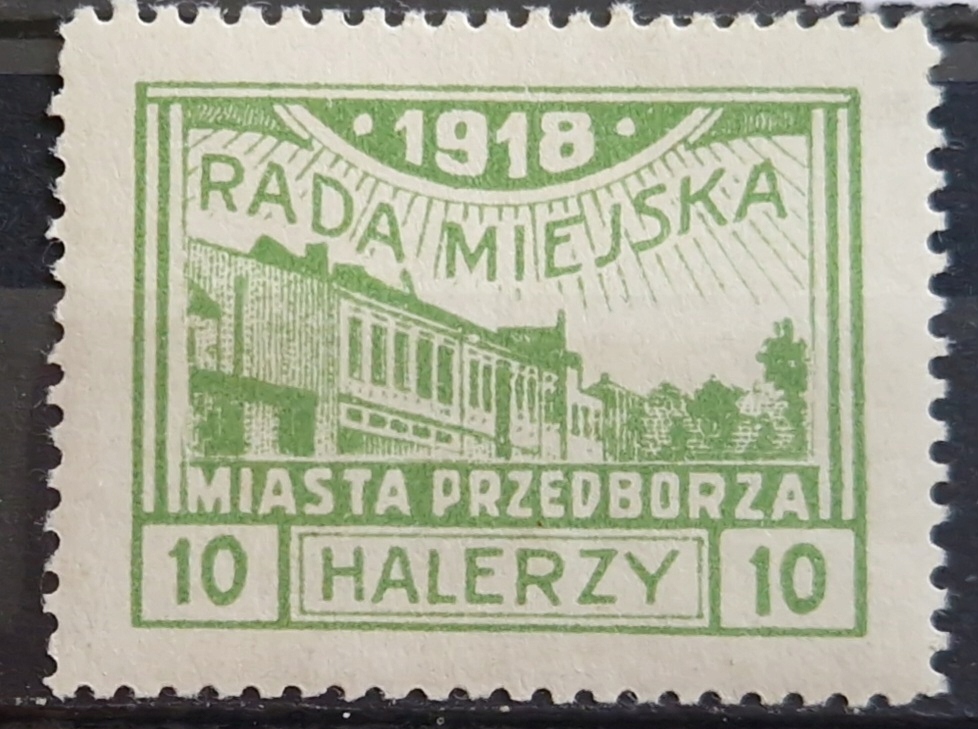 • 1918 •
RADA MIEJSKA
MIASTA PRZEDBORZA
10 HALERZY 10